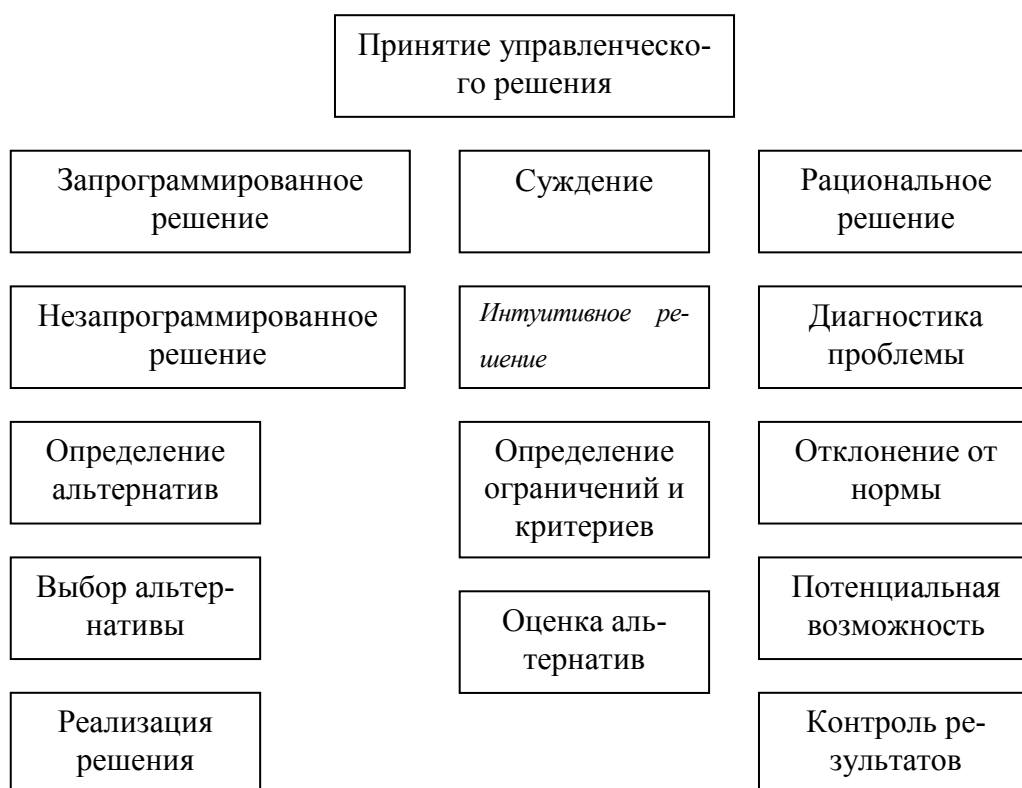 Принятие управленческо-
го решения
Запрограммированное
решение
Суждение
Рациональное
решение
Незапрограммированное
решение
Интуитивное ре-
шение
Диагностика
проблемы
Определение
альтернатив
Определение
ограничений и
критериев
Отклонение от
нормы
Выбор альтер-
нативы
Оценка аль-
тернатив
Потенциальная
возможность
Реализация
решения
Контроль ре-
зультатов